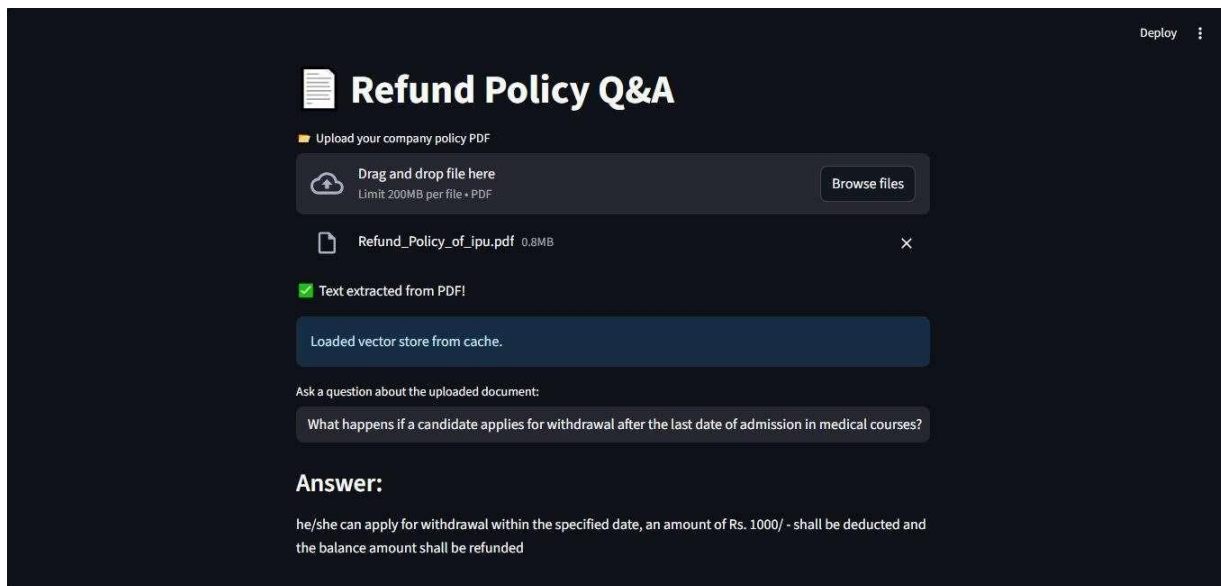 Deploy
Refund Policy Q&A
Upload your company policy PDF
Drag and drop file here
Limit 200MB per file • PDF
Browse files
Refund_Policy_of_ipu.pdf 0.8MB
Text extracted from PDF!
Loaded vector store from cache.
Ask a question about the uploaded document:
What happens if a candidate applies for withdrawal after the last date of admission in medical courses?
Answer:
he/she can apply for withdrawal within the specified date, an amount of Rs. 1000/ - shall be deducted and
the balance amount shall be refunded